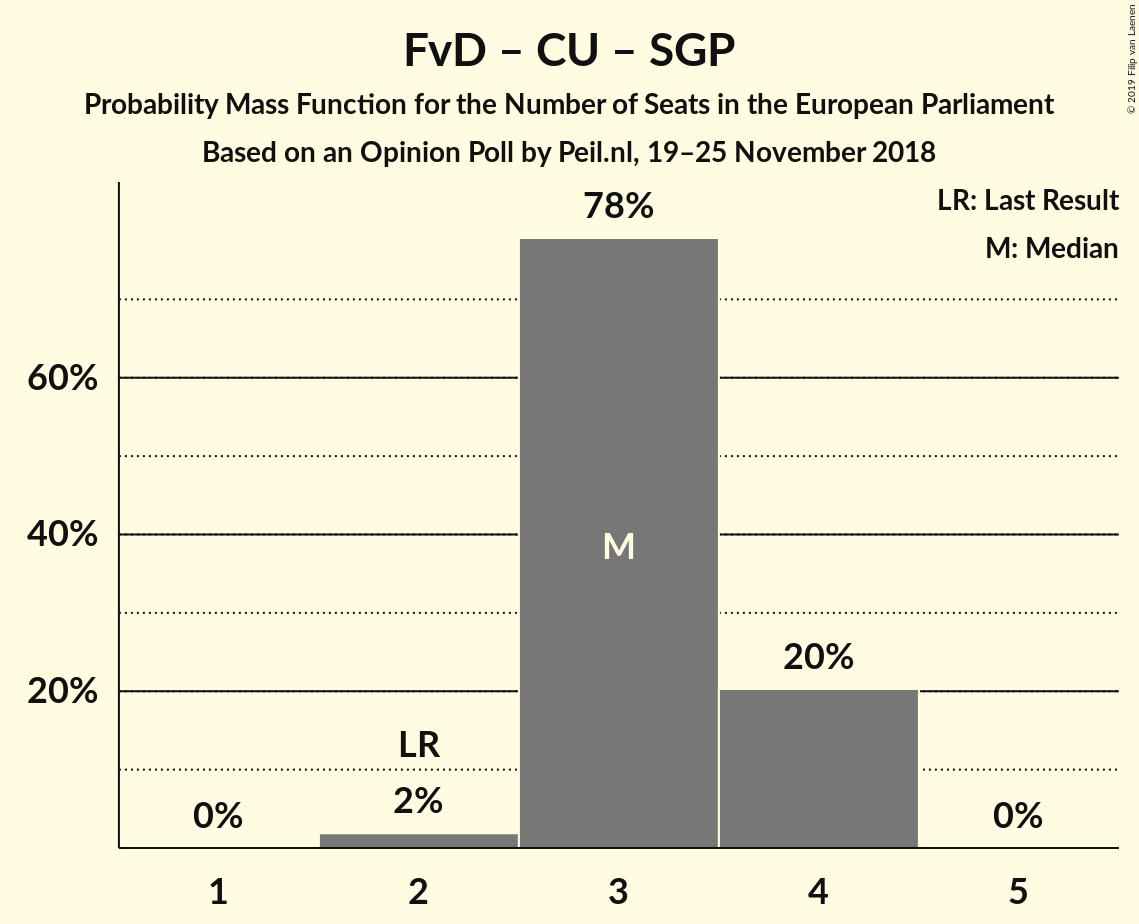 FvD – CU – SGP
Probability Mass Function for the Number of Seats in the European Parliament
Based on an Opinion Poll by Peil.nl, 19–25 November 2018
© 2019 Filip van Laenen
LR: Last Result
M: Median
78%
60%
40%
M
20%
20%
LR
2%
0%
0%
1
2
3
4
5